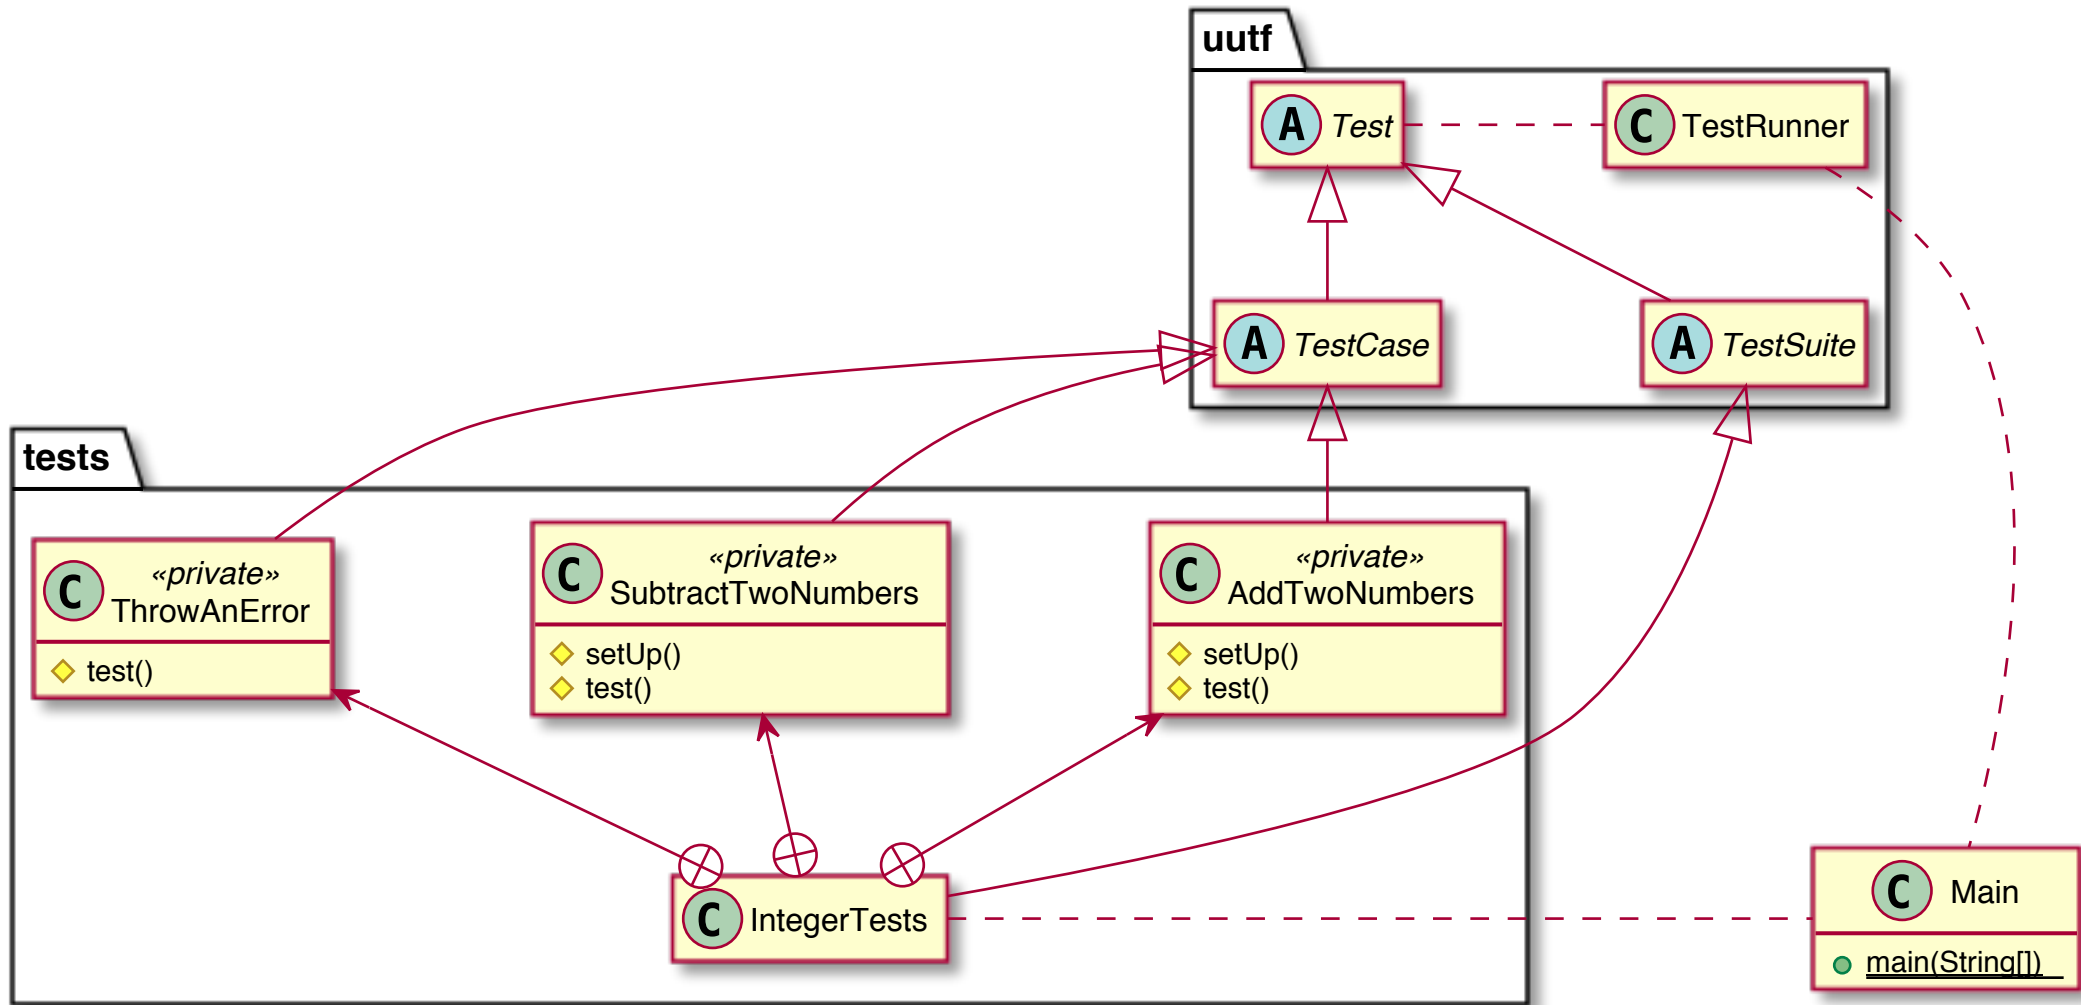 uutf
A Test
C TestRunner
A TestCase
A TestSuite
tests
C «private»
ThrowAnError
test()
C «private»
SubtractTwoNumbers
setUp()
test()
C «private»
AddTwoNumbers
setUp()
test()
C IntegerTests
C Main
main(String[])